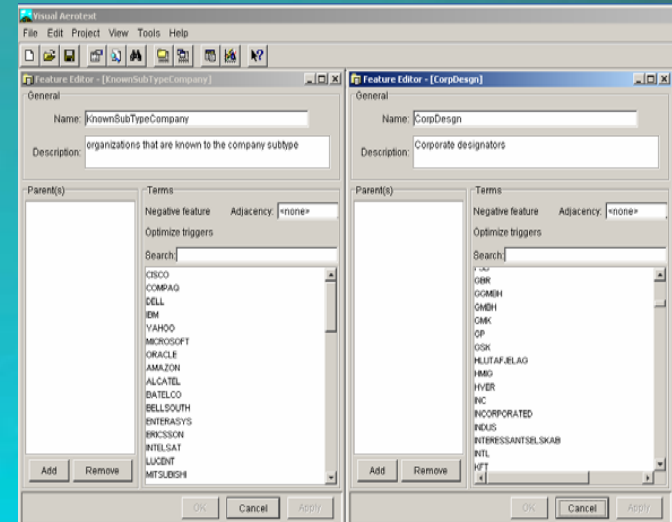 Visual Aerotext
File Edit Project View Tools Help
Feature Editor - [KnownSubTypeCompany]
General
Name: KnownSubTypeCompany
Description: organizations that are known to the company subtype
Parent(s)
Terms
Negative feature Adjacency: <none>
Optimize triggers
Search:
CISCO
COMPAQ
DELL
IBM
YAHOO
MICROSOFT
ORACLE
AMAZON
ALCATEL
BATELCO
BELLSOUTH
ENTERASYS
ERICSSON
INTELSAT
LUCENT
MITSUBISHI
Add Remove
OK Cancel Apply
Feature Editor - [CorpDesgn]
General
Name: CorpDesgn
Description: Corporate designators
Parent(s)
Terms
Negative feature Adjacency: <none>
Optimize triggers
Search:
GBR
GGMBH
GMBH
GMK
GP
GSK
HLUTAFJELAG
HMIG
HVER
INC
INCORPORATED
INDUS
INTERESSANTSELSKAB
INTL
KFT
Add Remove
OK Cancel Apply